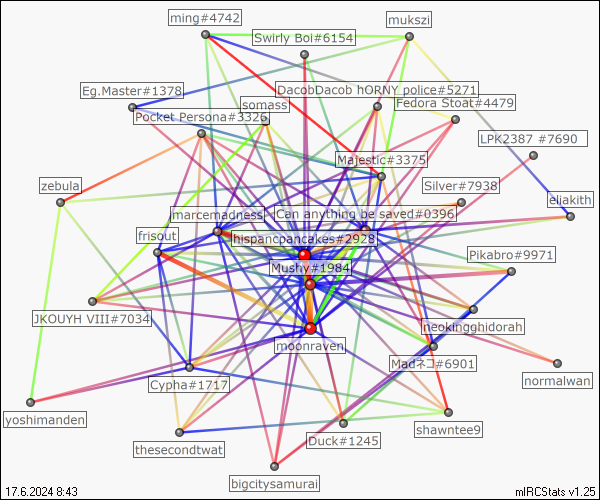 ming#4742
mukszi
Swirly Boi#6154
Eg.Master#1378
DacobDacob hORNY police#5271
Fedora Stoat#4479
somass
Pocket Persona#3326
LPK2387 #7690
Majestic#3375
zebula
Silver#7938
eliakith
marcemadness
Can anything be saved#0396
frisout
hispancpancakes#2928
Pikabro#9971
Mushy#1984
JKOUYH VIII#7034
neokingghidorah
moonraven
Madネコ#6901
normalwan
Cypha#1717
yoshimanden
shawntee9
thesecondtwat
Duck#1245
bigcitysamurai
17.6.2024 8:43
mIRCStats v1.25